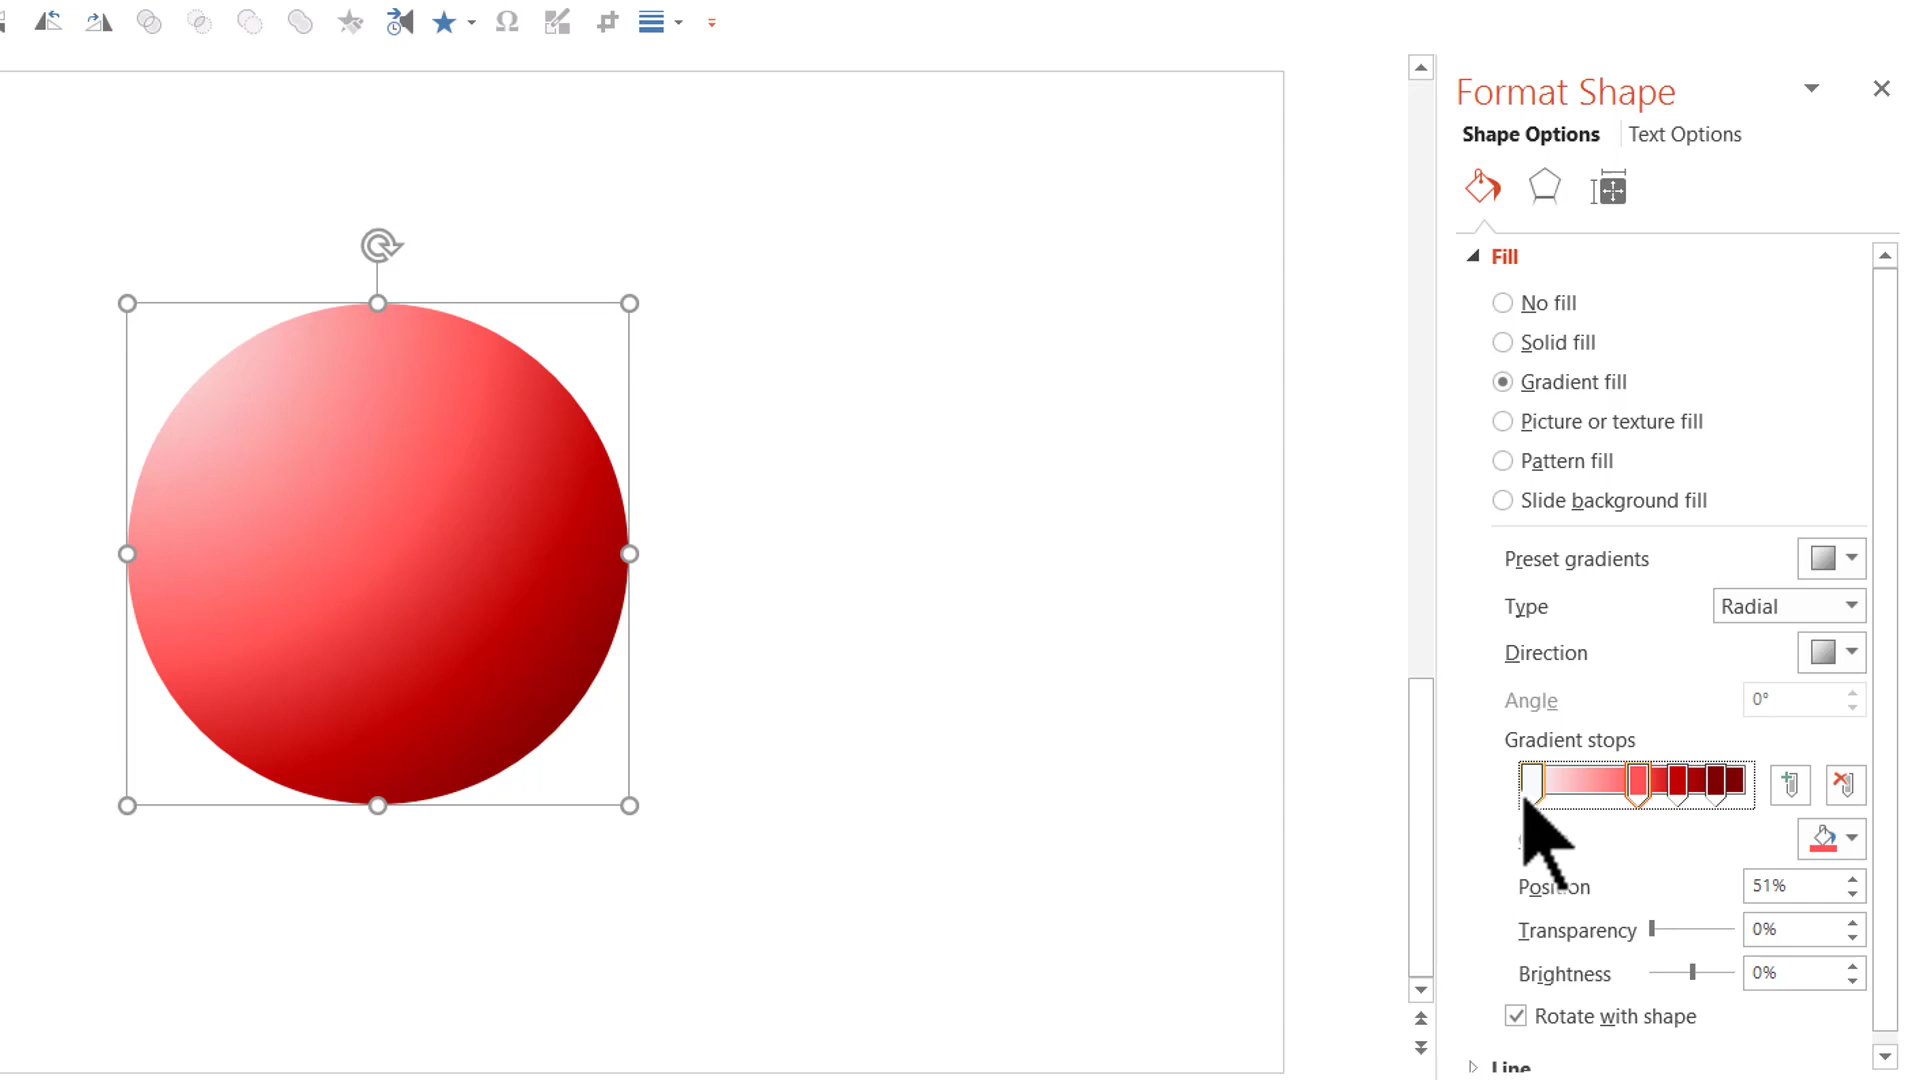 Format Shape
Shape Options
Text Options
Fill
No fill
Solid fill
Gradient fill
Picture or texture fill
Pattern fill
Slide background fill
Preset gradients
Type
Radial
Direction
Angle
0°
Gradient stops
Position
51%
Transparency
0%
Brightness
0%
Rotate with shape
Line